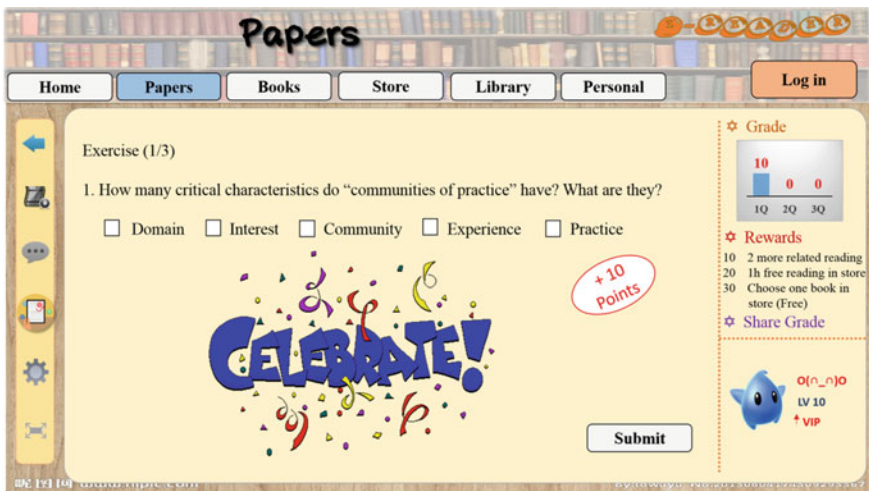 Papers
E-READER
Home Papers Books Store Library Personal Log in
Exercise (1/3)
1. How many critical characteristics do “communities of practice” have? What are they?
Domain Interest Community Experience Practice
+ 10
Points
CELEBRATE!
Submit
Grade
10 0 0
1Q 2Q 3Q
Rewards
10 2 more related reading
20 1h free reading in store
30 Choose one book in
store (Free)
Share Grade
O(∩_∩)O
LV 10
VIP